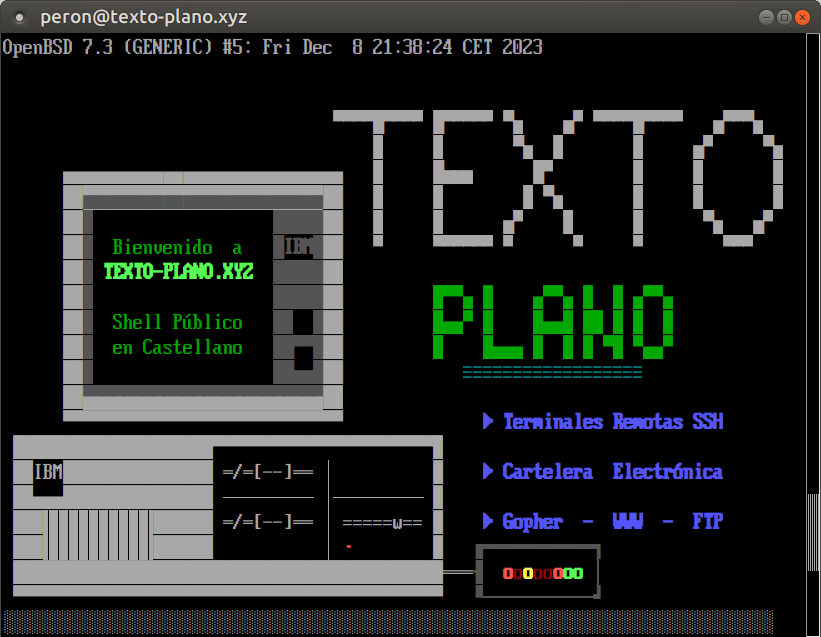 peron@texto-plano.xyz
OpenBSD 7.3 (GENERIC) #5: Fri Dec  8 21:38:24 CET 2023
TEXTO
PLANO
Bienvenido  a
TEXTO-PLANO.XYZ
IBM
Shell Público
en Castellano
Terminales Remotas SSH
Cartelera  Electrónica
Gopher  -  WWW  -  FTP
IBM
=/=[--]==
=/=[--]==
=====w==